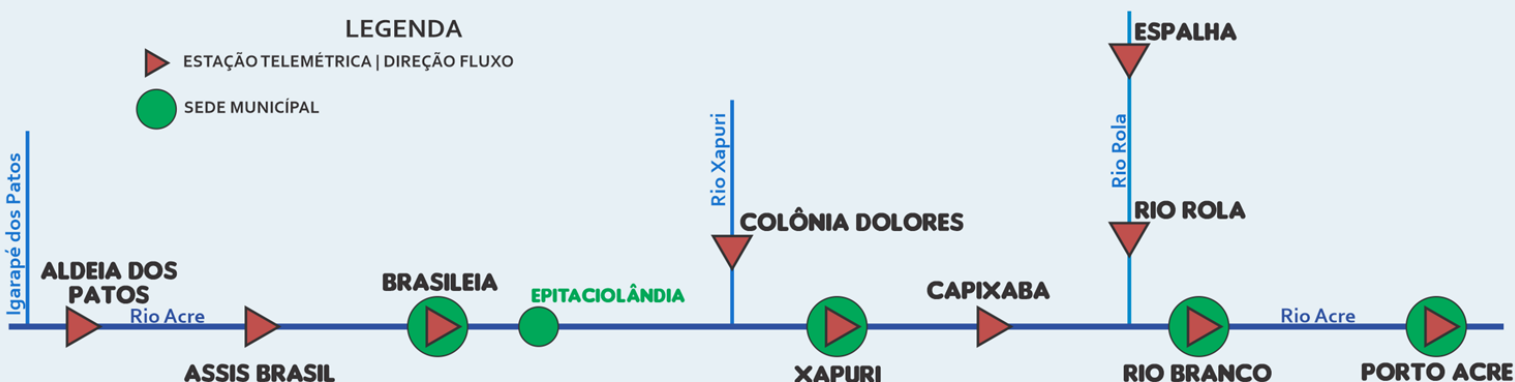 LEGENDA
ESTAÇÃO TELEMÉTRICA | DIREÇÃO FLUXO
SEDE MUNICÍPAL
Igarapé dos Patos
ALDEIA DOS
PATOS
Rio Acre
ASSIS BRASIL
BRASILEIA
EPITACIOLÂNDIA
Rio Xapuri
COLÔNIA DOLORES
XAPURI
CAPIXABA
ESPALHA
Rio Rola
RIO ROLA
RIO BRANCO
Rio Acre
PORTO ACRE